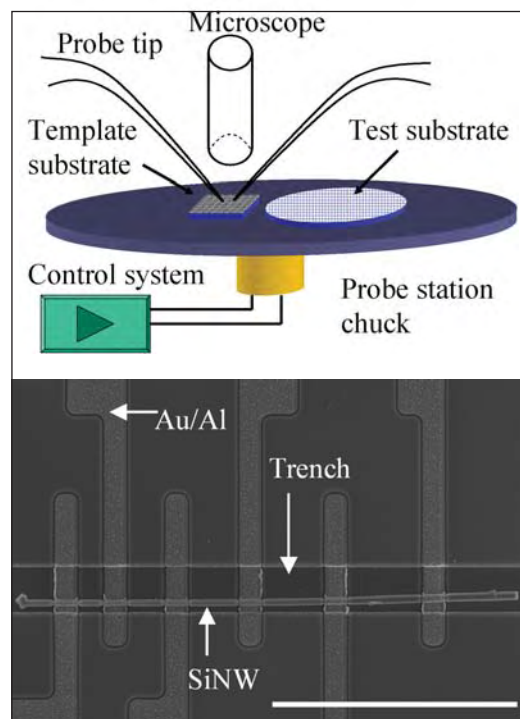 Microscope
Probe tip
Template
substrate
Test substrate
Control system
Probe station
chuck
Au/Al
Trench
SiNW